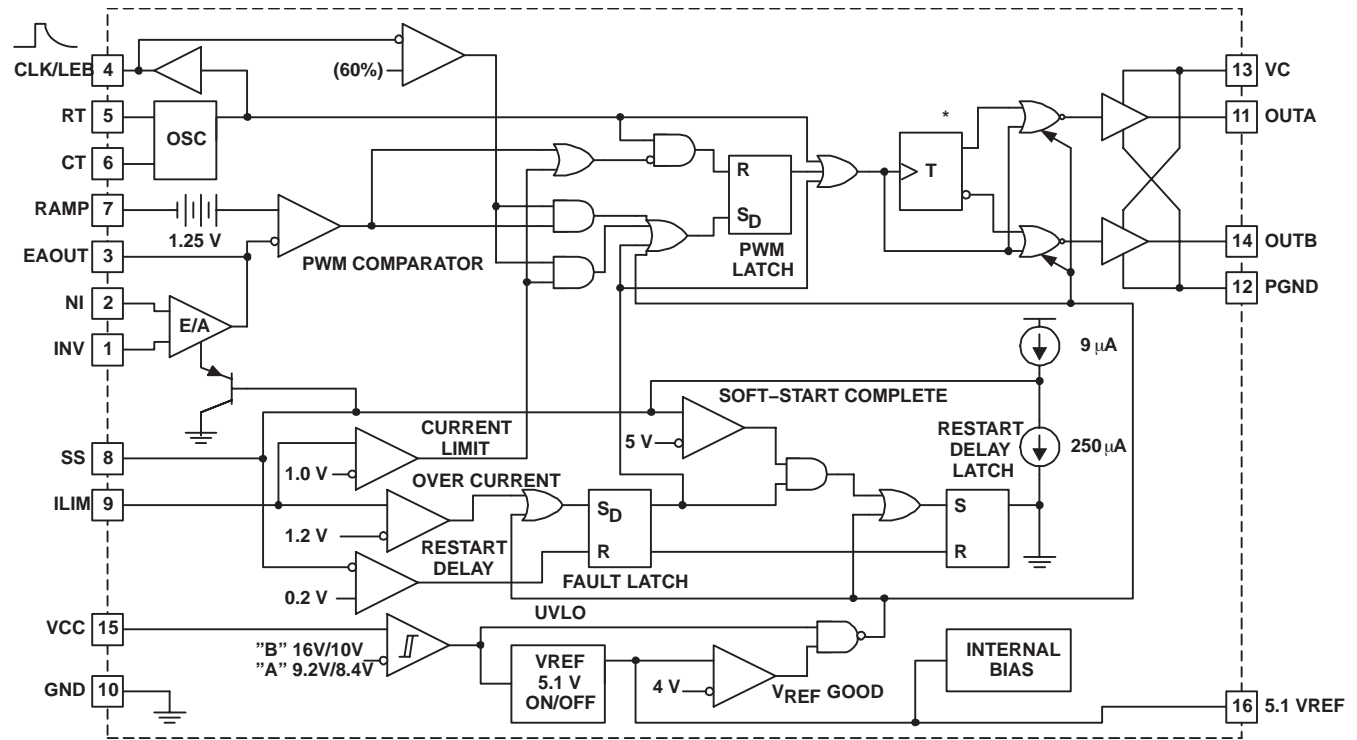 CLK/LEB 4
(60%)
13 VC
RT 5
OSC
*
11 OUTA
CT 6
T
R
SD
RAMP 7
1.25 V
PWM COMPARATOR
PWM
LATCH
EAOUT 3
14 OUTB
NI 2
12 PGND
E/A
INV 1
9 μA
SOFT–START COMPLETE
5 V
CURRENT
LIMIT
RESTART
DELAY
LATCH
250 μA
SS 8
1.0 V
OVER CURRENT
ILIM 9
SD
R
S
R
1.2 V
RESTART
DELAY
FAULT LATCH
0.2 V
UVLO
VCC 15
”B” 16V/10V
”A” 9.2V/8.4V
VREF
5.1 V
ON/OFF
4 V
VREF GOOD
INTERNAL
BIAS
GND 10
16 5.1 VREF